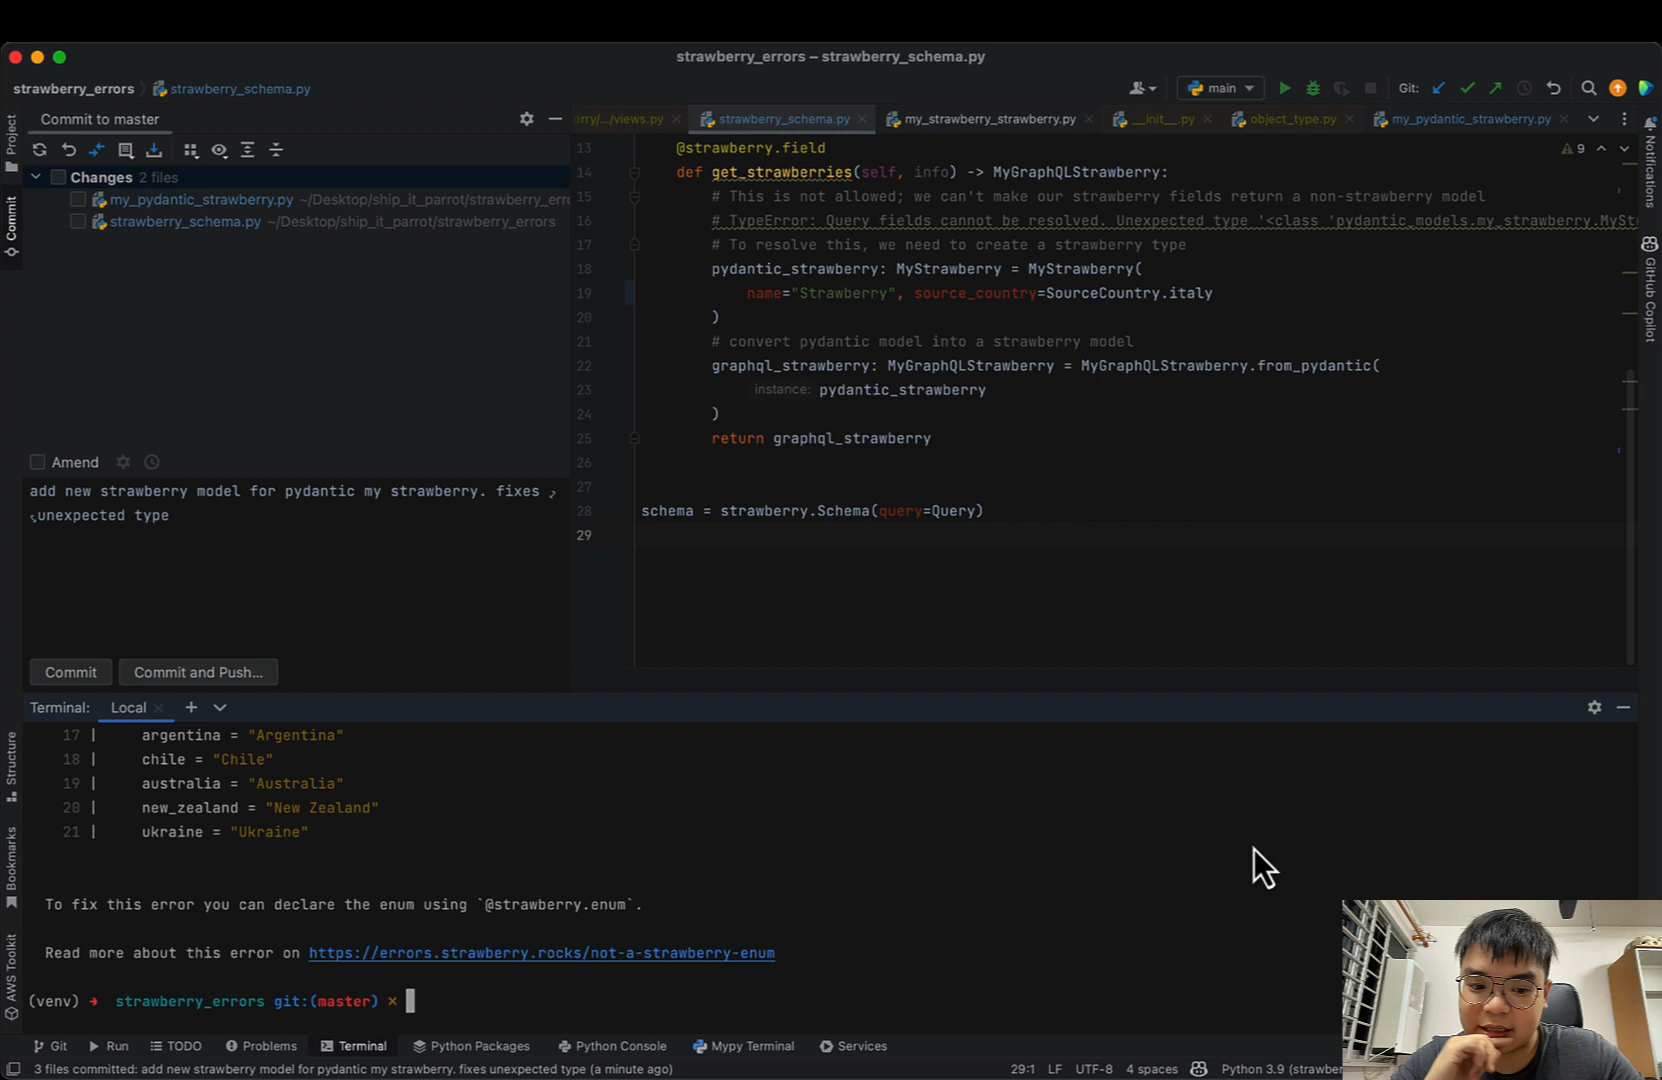 strawberry_errors – strawberry_schema.py
strawberry_errors
strawberry_schema.py
main
Git:
Project
Commit
Structure
Bookmarks
AWS Toolkit
Commit to master
Changes 2 files
my_pydantic_strawberry.py ~/Desktop/ship_it_parrot/strawberry_erro
strawberry_schema.py ~/Desktop/ship_it_parrot/strawberry_errors
Amend
add new strawberry model for pydantic my strawberry. fixes
unexpected type
Commit
Commit and Push...
erry/.../views.py
strawberry_schema.py
my_strawberry_strawberry.py
__init__.py
object_type.py
my_pydantic_strawberry.py
9
13 @strawberry.field
14 def get_strawberries(self, info) -> MyGraphQLStrawberry:
15 # This is not allowed; we can't make our strawberry fields return a non-strawberry model
16 # TypeError: Query fields cannot be resolved. Unexpected type '<class 'pydantic_models.my_strawberry.MyStr
17 # To resolve this, we need to create a strawberry type
18 pydantic_strawberry: MyStrawberry = MyStrawberry(
19 name="Strawberry", source_country=SourceCountry.italy
20 )
21 # convert pydantic model into a strawberry model
22 graphql_strawberry: MyGraphQLStrawberry = MyGraphQLStrawberry.from_pydantic(
23 instance: pydantic_strawberry
24 )
25 return graphql_strawberry
26
27
28 schema = strawberry.Schema(query=Query)
29
Notifications
GitHub Copilot
Terminal: Local
17 | argentina = "Argentina"
18 | chile = "Chile"
19 | australia = "Australia"
20 | new_zealand = "New Zealand"
21 | ukraine = "Ukraine"
To fix this error you can declare the enum using `@strawberry.enum`.
Read more about this error on https://errors.strawberry.rocks/not-a-strawberry-enum
(venv) → strawberry_errors git:(master) ×
Git Run TODO Problems Terminal Python Packages Python Console Mypy Terminal Services
3 files committed: add new strawberry model for pydantic my strawberry. fixes unexpected type (a minute ago)
29:1 LF UTF-8 4 spaces Python 3.9 (strawber